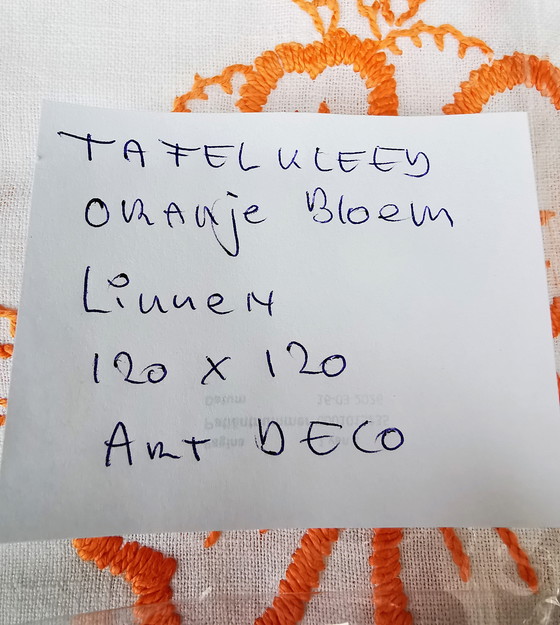 TAFELKLEED
ORANje Bloem
LinneN
120 x 120
ART DECO